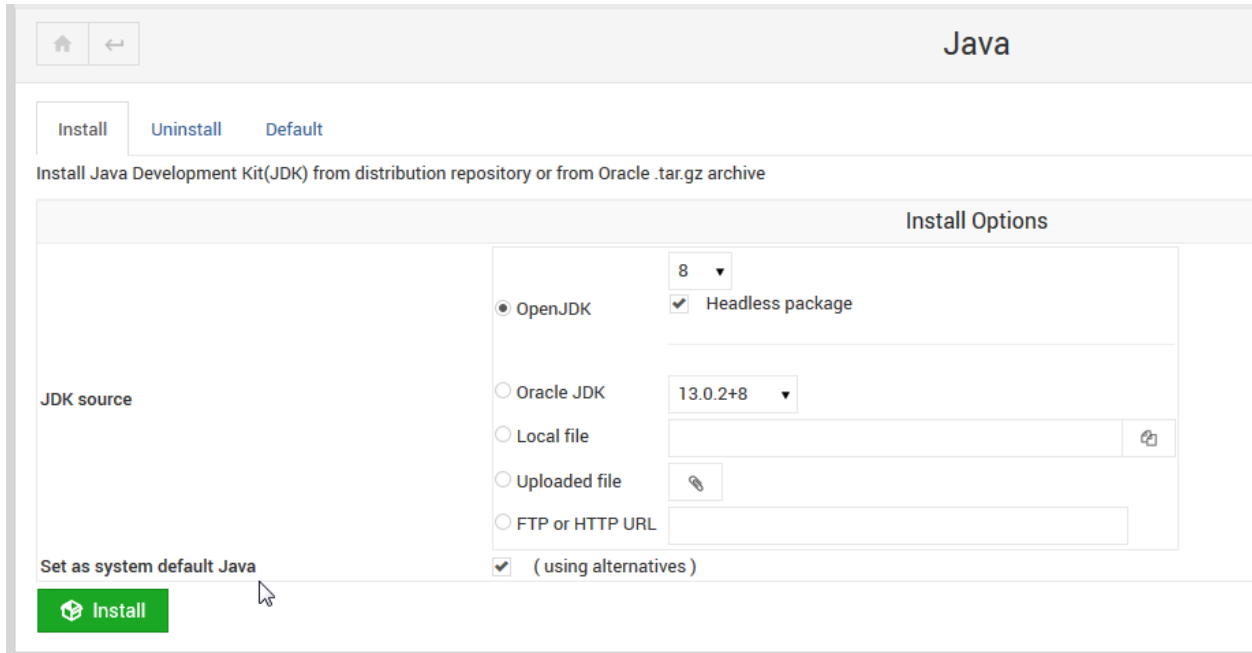 Java
Install Uninstall Default
Install Java Development Kit(JDK) from distribution repository or from Oracle .tar.gz archive
Install Options
JDK source
8
OpenJDK
Headless package
Oracle JDK 13.0.2+8
Local file
Uploaded file
FTP or HTTP URL
Set as system default Java ( using alternatives )
Install